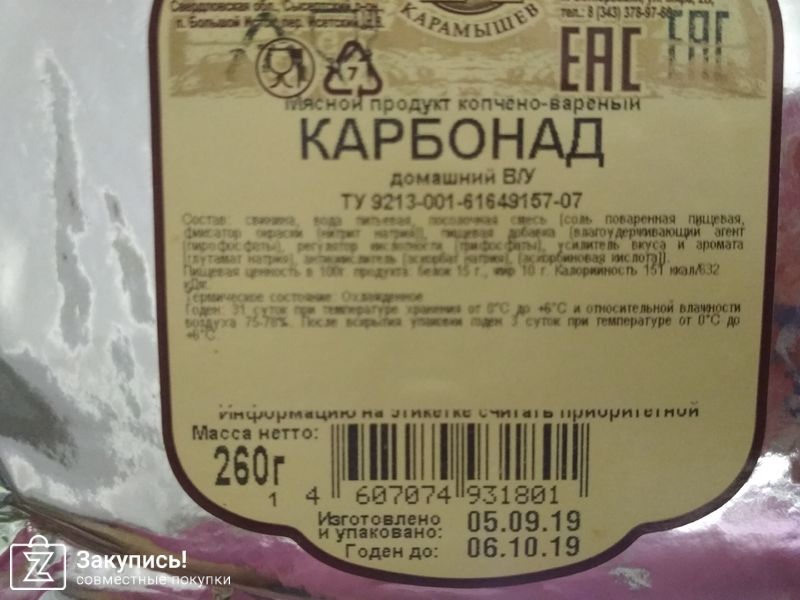 Свердловская обл., Сысертский р-он,
п. Большой Исток, пер. Исетский,
КАРАМЫШЕВ
тел.: 8 (343) 378-97-
7
EAC EAC
Мясной продукт копчено-вареный
КАРБОНАД
домашний В/У
ТУ 9213-001-61649157-07
Состав: свинина, вода питьевая, посолочная смесь (соль поваренная пищевая,
фиксатор окраски (нитрит натрия)), пищевая добавка (влагоудерживающий агент
(пирофосфаты), регулятор кислотности (трифосфаты), усилитель вкуса и аромата
(глутамат натрия), антиокислитель (аскорбат натрия), (аскорбиновая кислота)).
Пищевая ценность в 100г. продукта: белок 15 г., жир 10 г. Калорийность 151 ккал/632
кДж.
Термическое состояние: Охлажденное
Годен: 31 суток при температуре хранения от 0°С до +6°С и относительной влажности
воздуха 75-78%. После вскрытия упаковки годен 3 суток при температуре от 0°С до
+6°С
Информацию на этикетке считать приоритетной
Масса нетто:
260г
1
4 607074 931801
Изготовлено
и упаковано: 05.09.19
Годен до: 06.10.19
Закупись!
совместные покупки